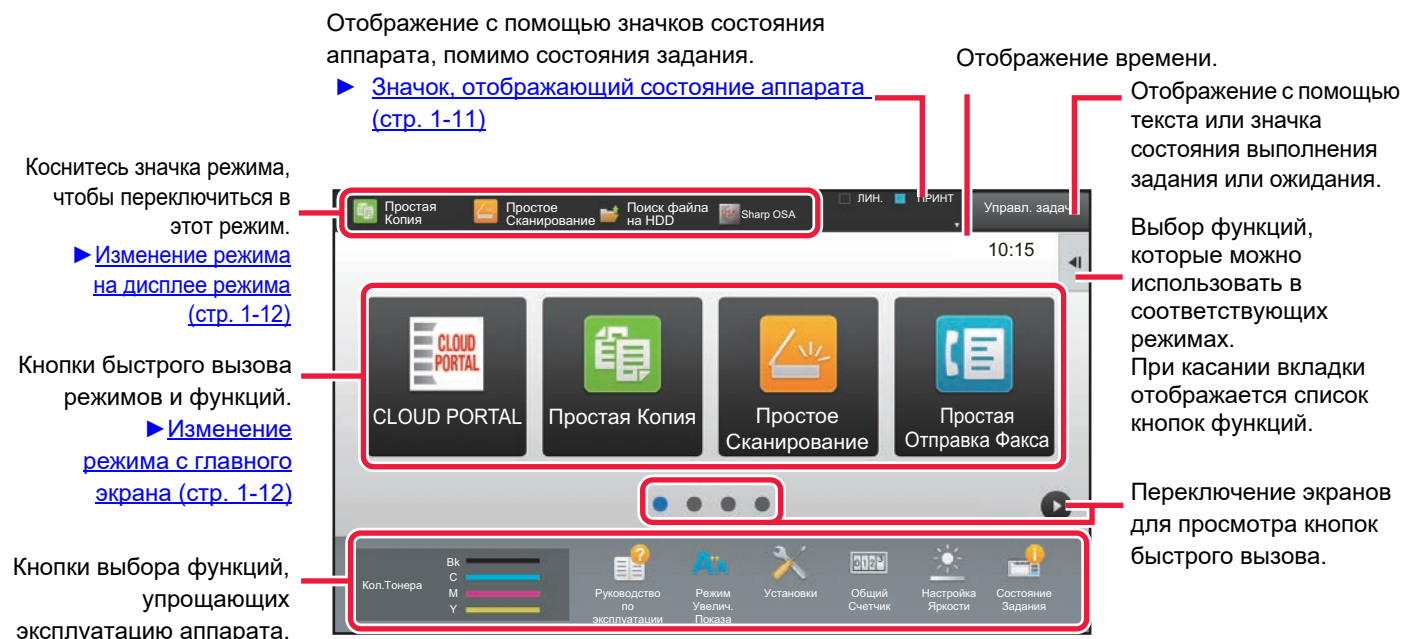 Отображение с помощью значков состояния
аппарата, помимо состояния задания.
► Значок, отображающий состояние аппарата
(стр. 1-11)
Отображение времени.
Отображение с помощью
текста или значка
состояния выполнения
задания или ожидания.
Коснитесь значка режима,
чтобы переключиться в
этот режим.
►Изменение режима
на дисплее режима
(стр. 1-12)
Простая
Копия
Простое
Сканирование
Поиск файла
на HDD
Sharp OSA
ЛИН.
ПРИНТ
Управл. задач
10:15
Выбор функций,
которые можно
использовать в
соответствующих
режимах.
При касании вкладки
отображается список
кнопок функций.
Кнопки быстрого вызова
режимов и функций.
►Изменение
режима с главного
экрана (стр. 1-12)
CLOUD
PORTAL
CLOUD PORTAL
Простая Копия
Простое
Сканирование
Простая
Отправка Факса
Переключение экранов
для просмотра кнопок
быстрого вызова.
Кнопки выбора функций,
упрощающих
эксплуатацию аппарата.
Кол.Тонера
Bk
C
M
Y
Руководство
по
эксплуатации
Режим
Увелич.
Показа
Установки
Общий
Счетчик
Настройка
Яркости
Состояние
Задания